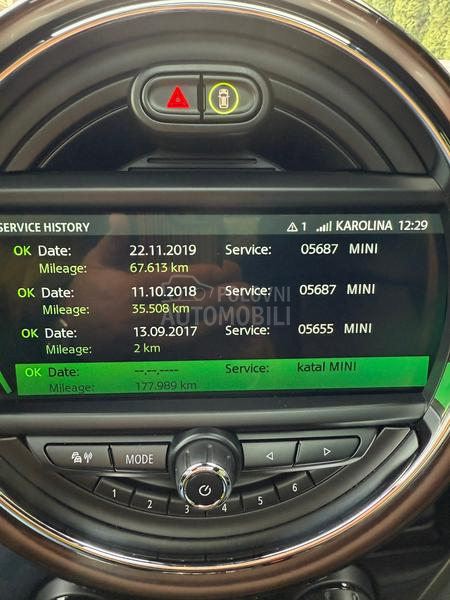 SERVICE HISTORY 1 KAROLINA 12:29
OK Date: 22.11.2019 Service: 05687 MINI
Mileage: 67.613 km
OK Date: 11.10.2018 Service: 05687 MINI
Mileage: 35.508 km
OK Date: 13.09.2017 Service: 05655 MINI
Mileage: 2 km
OK Date: --.--.---- Service: katal MINI
Mileage: 177.989 km
POLOVNI
AUTOMOBILI
MODE
1 2 3 4 5 6